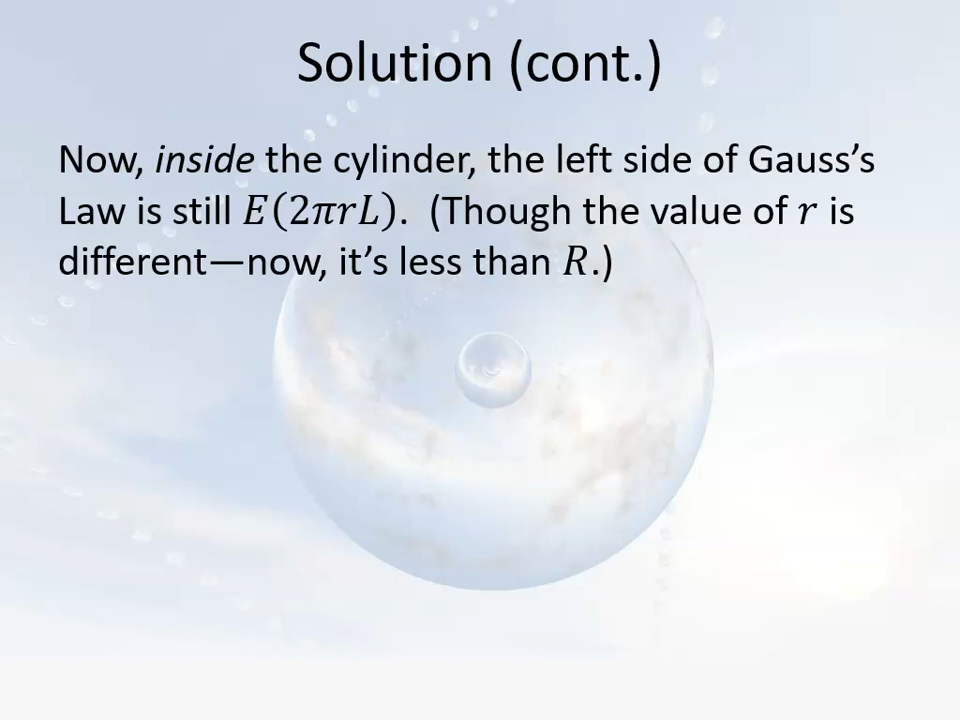 Solution (cont.)
Now, inside the cylinder, the left side of Gauss’s
Law is still E(2πrL).  (Though the value of r is
different—now, it’s less than R.)